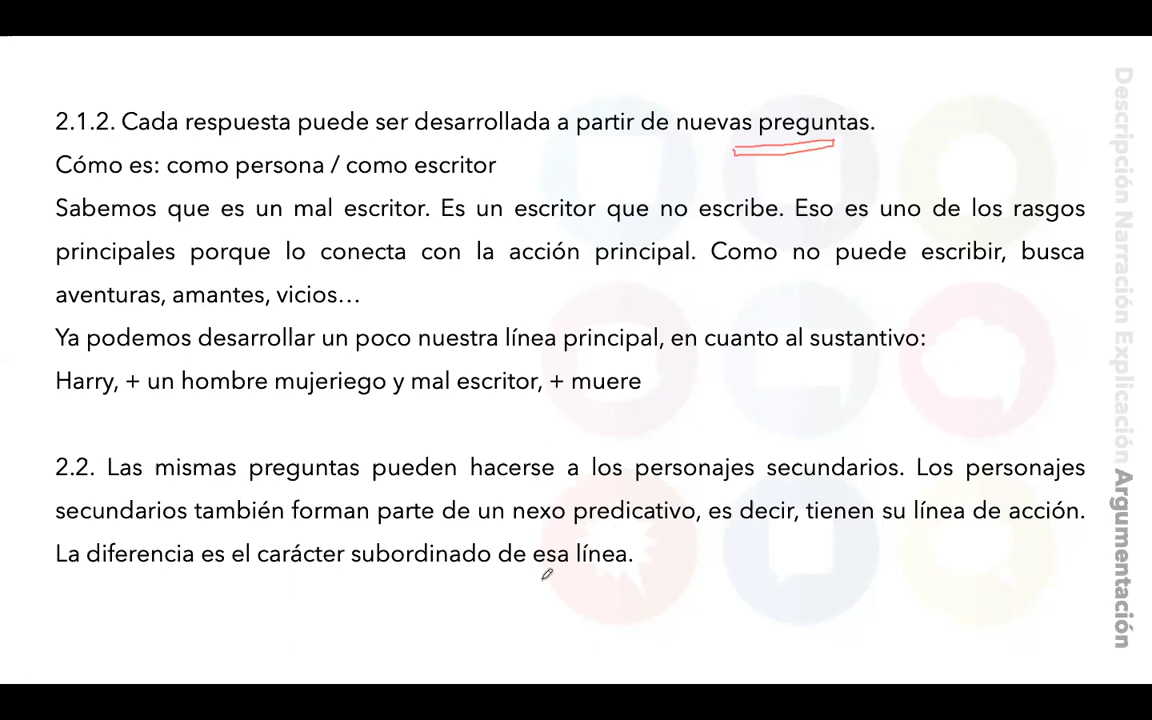 2.1.2. Cada respuesta puede ser desarrollada a partir de nuevas preguntas.
Cómo es: como persona / como escritor
Sabemos que es un mal escritor. Es un escritor que no escribe. Eso es uno de los rasgos
principales porque lo conecta con la acción principal. Como no puede escribir, busca
aventuras, amantes, vicios…
Ya podemos desarrollar un poco nuestra línea principal, en cuanto al sustantivo:
Harry, + un hombre mujeriego y mal escritor, + muere
2.2. Las mismas preguntas pueden hacerse a los personajes secundarios. Los personajes
secundarios también forman parte de un nexo predicativo, es decir, tienen su línea de acción.
La diferencia es el carácter subordinado de esa línea.
Descripción Narración Explicación Argumentación